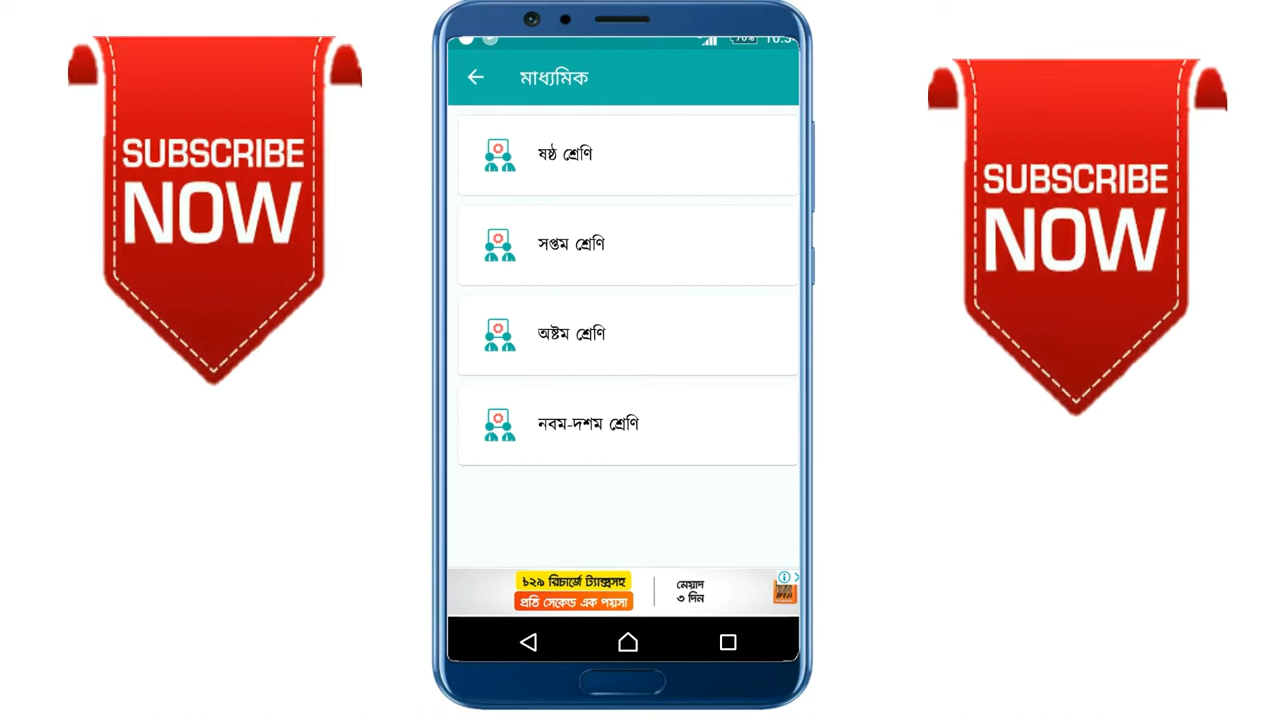 SUBSCRIBE
NOW
মাধ্যমিক
ষষ্ঠ শ্রেণি
সপ্তম শ্রেণি
অষ্টম শ্রেণি
নবম-দশম শ্রেণি
৳২৯ রিচার্জে ট্যাক্সসহ
প্রতি সেকেন্ড এক পয়সা
মেয়াদ
৩ দিন
SUBSCRIBE
NOW